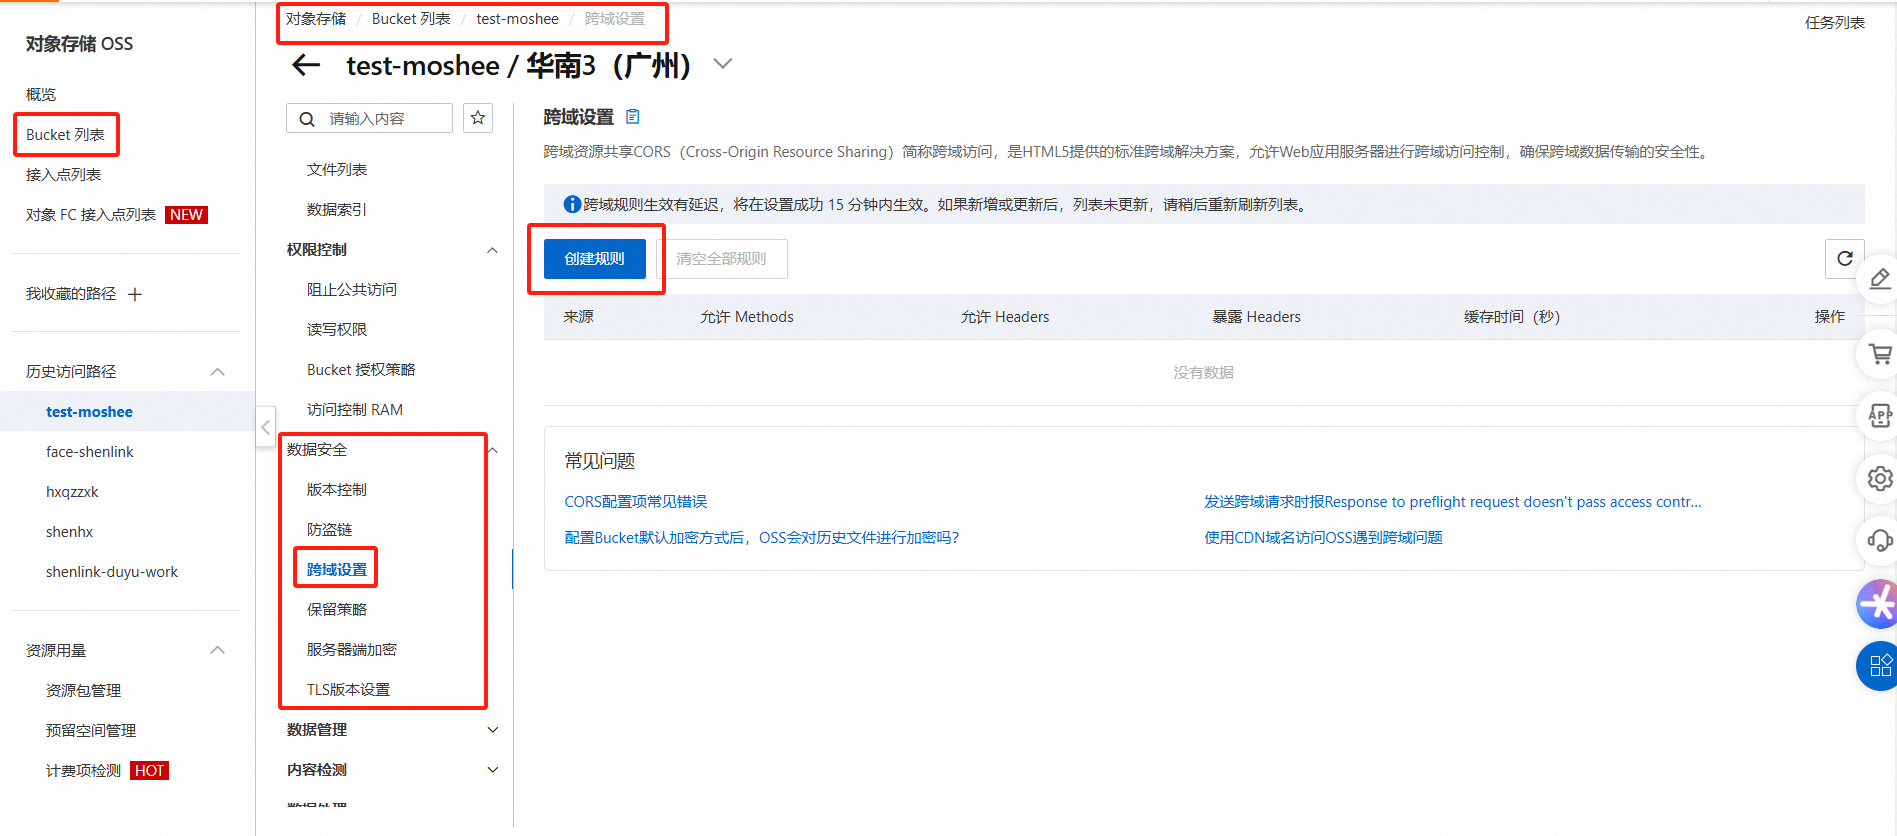 对象存储 / Bucket 列表 / test-moshee / 跨域设置
任务列表
对象存储 OSS
概览
Bucket 列表
接入点列表
对象 FC 接入点列表 NEW
我收藏的路径
历史访问路径
test-moshee
face-shenlink
hxqzzxk
shenhx
shenlink-duyu-work
资源用量
资源包管理
预留空间管理
计费项检测 HOT
test-moshee / 华南3（广州）
请输入内容
文件列表
数据索引
权限控制
阻止公共访问
读写权限
Bucket 授权策略
访问控制 RAM
数据安全
版本控制
防盗链
跨域设置
保留策略
服务器端加密
TLS版本设置
数据管理
内容检测
数据处理
跨域设置
跨域资源共享CORS（Cross-Origin Resource Sharing）简称跨域访问，是HTML5提供的标准跨域解决方案，允许Web应用服务器进行跨域访问控制，确保跨域数据传输的安全性。
跨域规则生效有延迟，将在设置成功 15 分钟内生效。如果新增或更新后，列表未更新，请稍后重新刷新列表。
创建规则 清空全部规则
来源 允许 Methods 允许 Headers 暴露 Headers 缓存时间（秒） 操作
没有数据
常见问题
CORS配置项常见错误
发送跨域请求时报Response to preflight request doesn't pass access contr...
配置Bucket默认加密方式后，OSS会对历史文件进行加密吗？
使用CDN域名访问OSS遇到跨域问题
APP